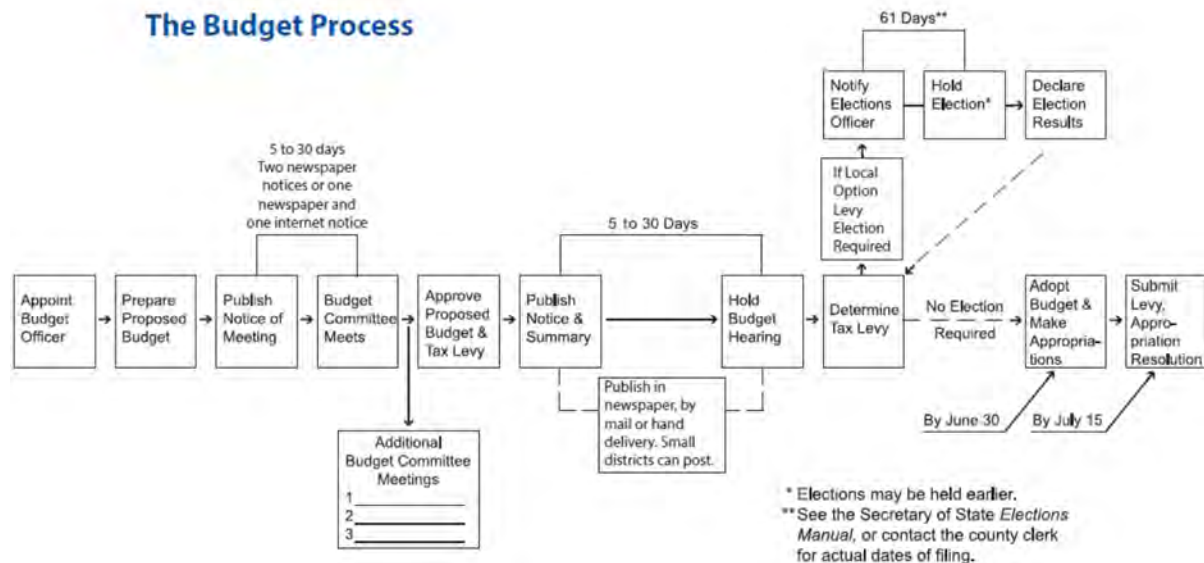 The Budget Process
61 Days**
Notify
Elections
Officer
Hold
Election*
Declare
Election
Results
5 to 30 days
Two newspaper
notices or one
newspaper and
one internet notice
If Local
Option
Levy
Election
Required
5 to 30 Days
Appoint
Budget
Officer
Prepare
Proposed
Budget
Publish
Notice of
Meeting
Budget
Committee
Meets
Approve
Proposed
Budget &
Tax Levy
Publish
Notice &
Summary
Hold
Budget
Hearing
Determine
Tax Levy
No Election
Required
Adopt
Budget &
Make
Appropria-
tions
Submit
Levy,
Appro-
priation
Resolution
Publish in
newspaper, by
mail or hand
delivery. Small
districts can post.
By June 30
By July 15
Additional
Budget Committee
Meetings
1
2
3
* Elections may be held earlier.
** See the Secretary of State Elections
Manual, or contact the county clerk
for actual dates of filing.